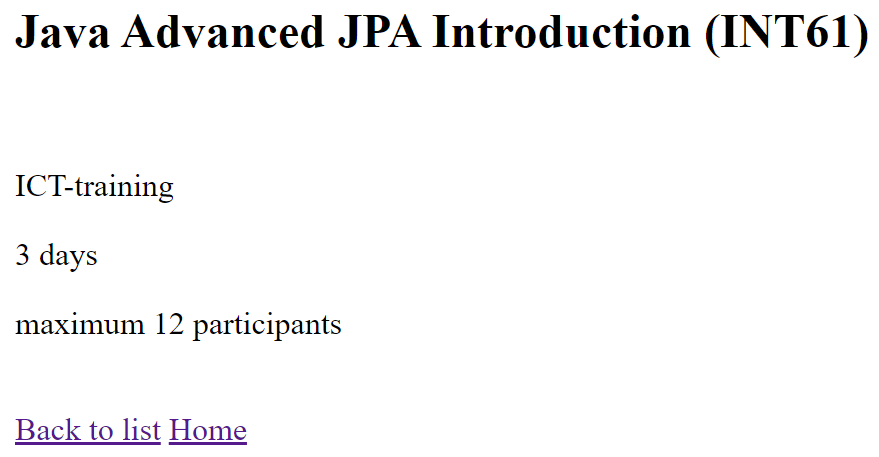 Java Advanced JPA Introduction (INT61)
ICT-training
3 days
maximum 12 participants
Back to list Home